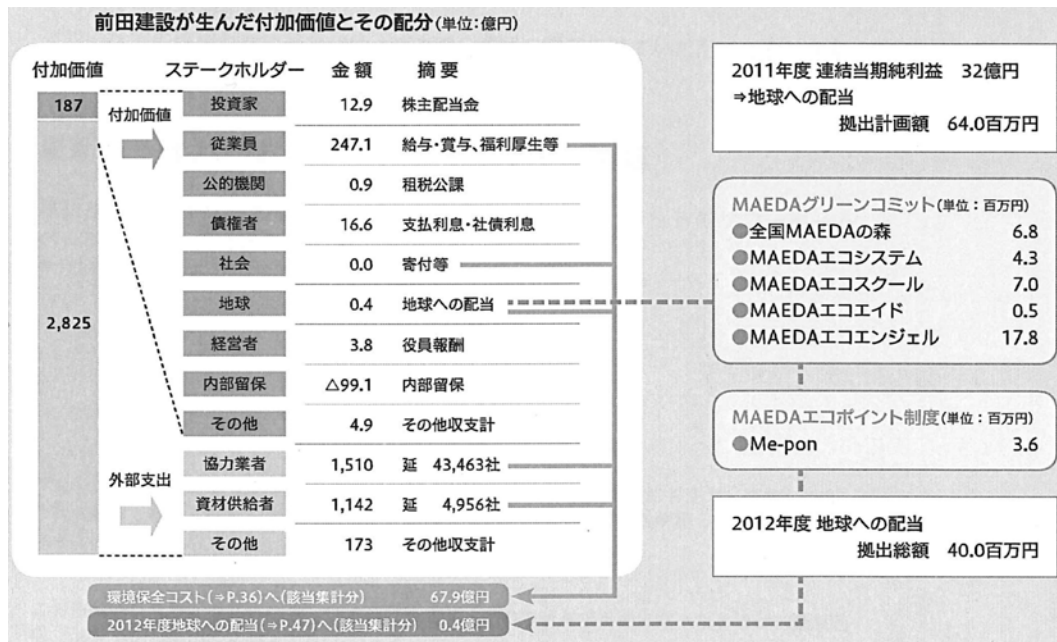 前田建設が生んだ付加価値とその配分(単位:億円)
付加価値 ステークホルダー 金額 摘要
187
付加価値
投資家 12.9 株主配当金
従業員 247.1 給与・賞与、福利厚生等
公的機関 0.9 租税公課
債権者 16.6 支払利息・社債利息
社会 0.0 寄付等
地球 0.4 地球への配当
2,825
経営者 3.8 役員報酬
内部留保 △99.1 内部留保
その他 4.9 その他収支計
外部支出
協力業者 1,510 延 43,463社
資材供給者 1,142 延 4,956社
その他 173 その他収支計
環境保全コスト(⇒P.36)へ(該当集計分) 67.9億円
2012年度地球への配当(⇒P.47)へ(該当集計分) 0.4億円
2011年度 連結当期純利益 32億円
⇒地球への配当
拠出計画額 64.0百万円
MAEDAグリーンコミット(単位:百万円)
●全国MAEDAの森 6.8
●MAEDAエコシステム 4.3
●MAEDAエコスクール 7.0
●MAEDAエコエイド 0.5
●MAEDAエコエンジェル 17.8
MAEDAエコポイント制度(単位:百万円)
●Me-pon 3.6
2012年度 地球への配当
拠出総額 40.0百万円